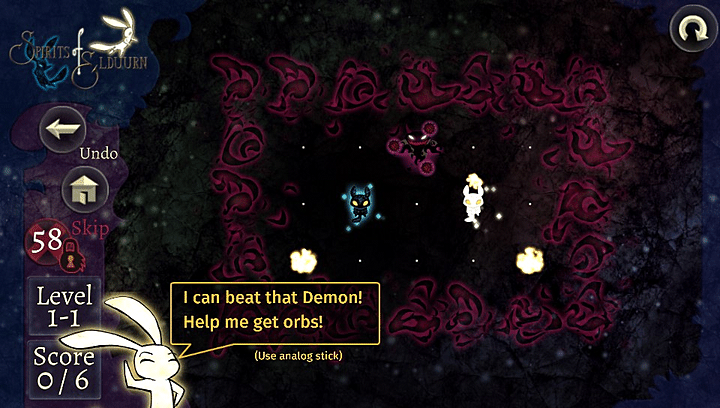 Spirits of
Elduurn
Undo
Skip
58
Level
1-1
Score
0 / 6
I can beat that Demon!
Help me get orbs!
(Use analog stick)